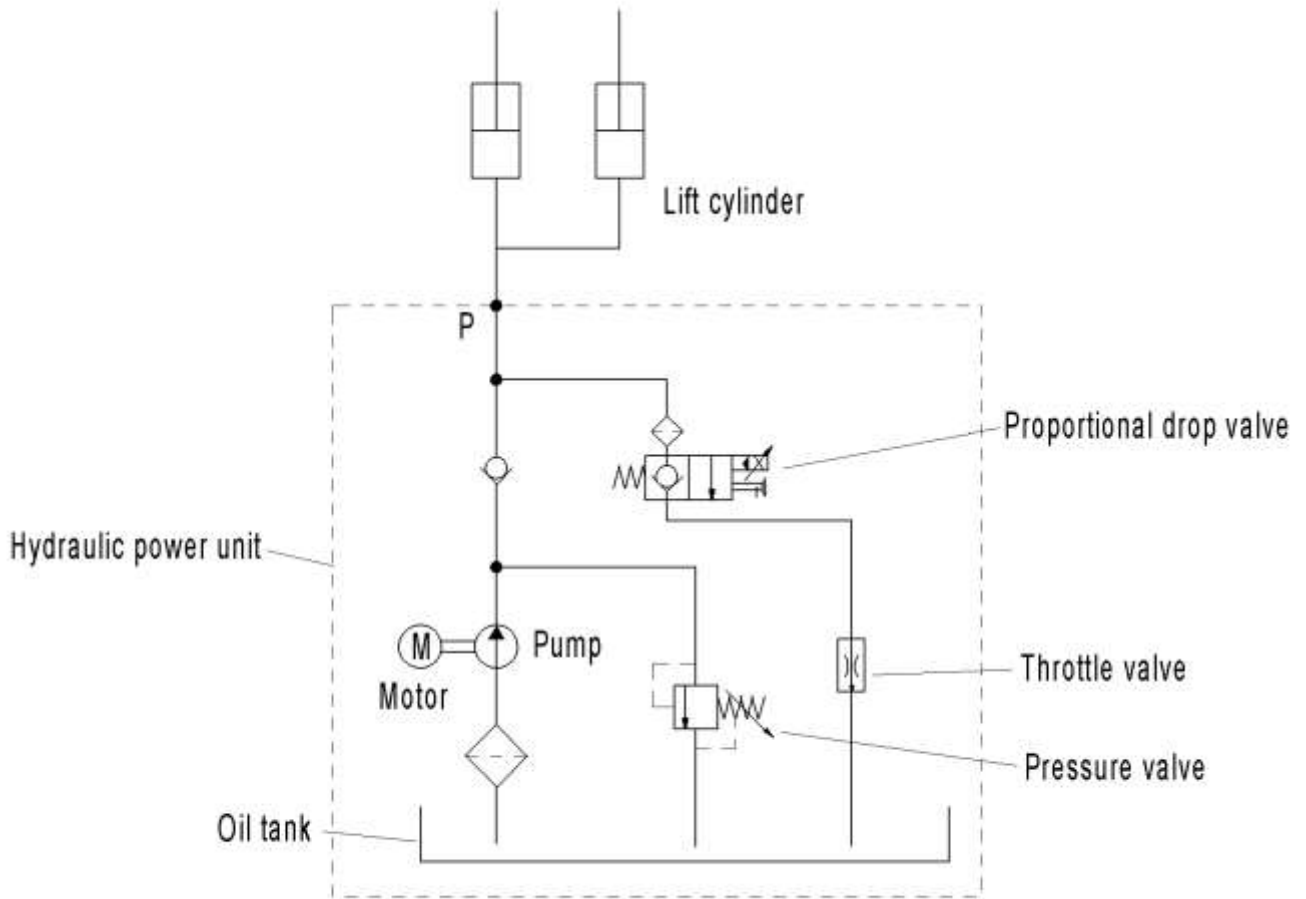 Lift cylinder
P
Proportional drop valve
Hydraulic power unit
M
Pump
Motor
Throttle valve
Pressure valve
Oil tank